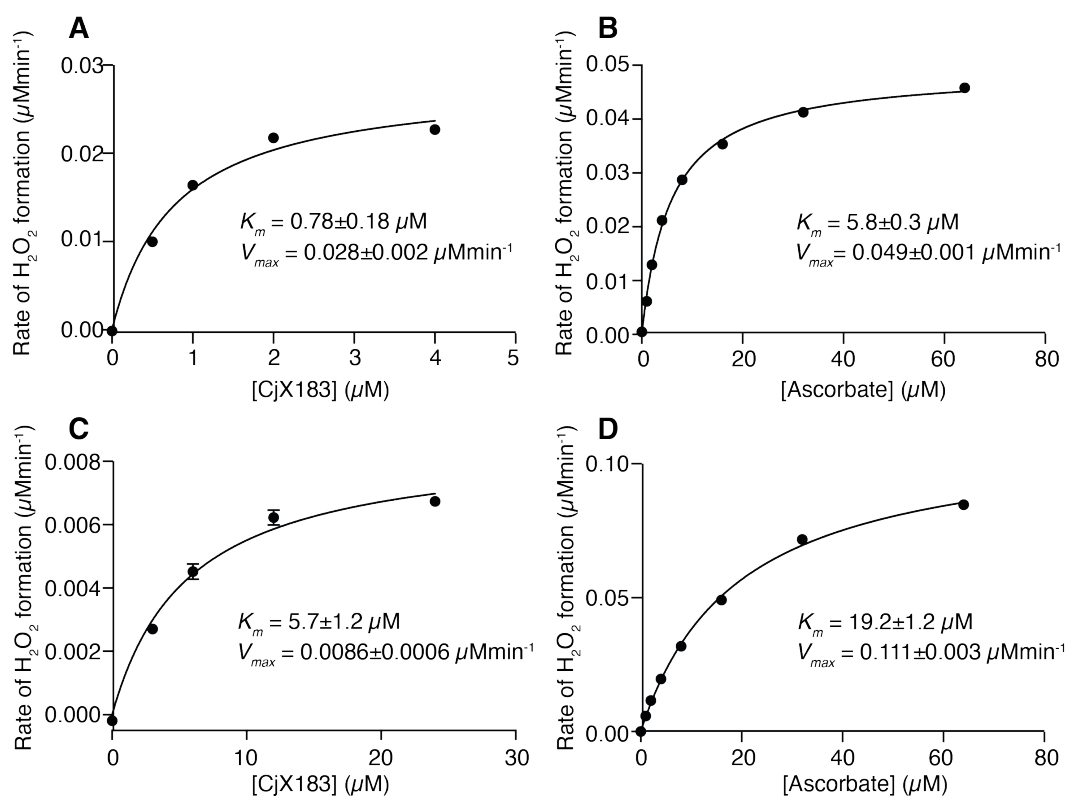 A
Rate of H₂O₂ formation (µMmin⁻¹)
0.03
0.02
0.01
0.00
0 1 2 3 4 5
[CjX183] (µM)
Kₘ = 0.78±0.18 µM
Vₘₐₓ = 0.028±0.002 µMmin⁻¹
B
Rate of H₂O₂ formation (µMmin⁻¹)
0.05
0.04
0.03
0.02
0.01
0.00
0 20 40 60 80
[Ascorbate] (µM)
Kₘ = 5.8±0.3 µM
Vₘₐₓ= 0.049±0.001 µMmin⁻¹
C
Rate of H₂O₂ formation (µMmin⁻¹)
0.008
0.006
0.004
0.002
0.000
0 10 20 30
[CjX183] (µM)
Kₘ = 5.7±1.2 µM
Vₘₐₓ = 0.0086±0.0006 µMmin⁻¹
D
Rate of H₂O₂ formation (µMmin⁻¹)
0.10
0.05
0.00
0 20 40 60 80
[Ascorbate] (µM)
Kₘ = 19.2±1.2 µM
Vₘₐₓ = 0.111±0.003 µMmin⁻¹